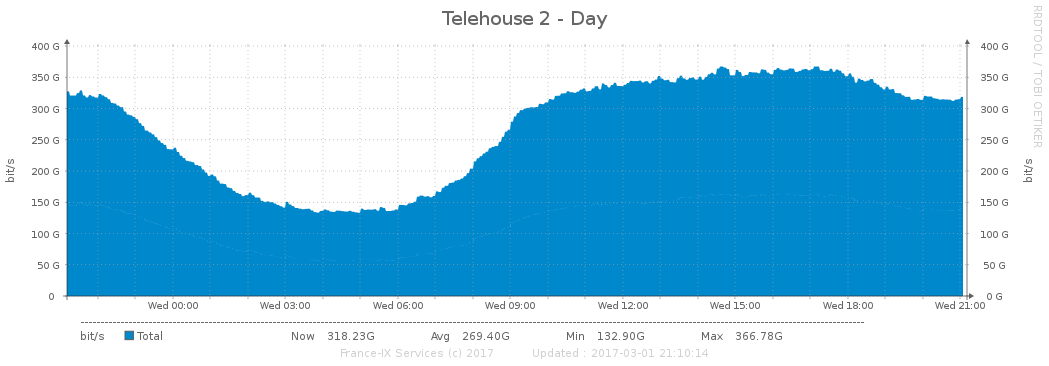 Telehouse 2 - Day
RRDTOOL / TOBI OETIKER
bit/s
400 G 400 G
350 G 350 G
300 G 300 G
250 G 250 G
200 G 200 G
150 G 150 G
100 G 100 G
50 G 50 G
0 0 G
bit/s
Wed 00:00 Wed 03:00 Wed 06:00 Wed 09:00 Wed 12:00 Wed 15:00 Wed 18:00 Wed 21:00
bit/s Total Now 318.23G Avg 269.40G Min 132.90G Max 366.78G
France-IX Services (c) 2017 Updated : 2017-03-01 21:10:14